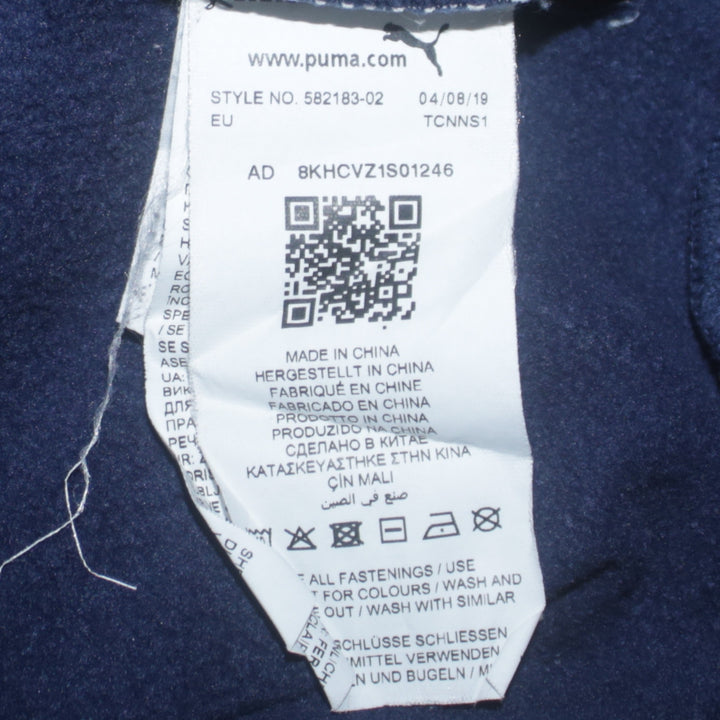 www.puma.com
STYLE NO. 582183-02 04/08/19
EU TCNNS1
AD 8KHCVZ1S01246
MADE IN CHINA
HERGESTELLT IN CHINA
FABRIQUÉ EN CHINE
FABRICADO EN CHINA
PRODOTTO IN CHINA
PRODUZIDO NA CHINA
СДЕЛАНО В КИТАЕ
ΚΑΤΑΣΚΕΥΑΣΤΗΚΕ ΣΤΗΝ ΚΙΝΑ
ÇİN MALI
صنع في الصين
ALL FASTENINGS / USE
FOR COLOURS / WASH AND
OUT / WASH WITH SIMILAR
SCHLIESSEN
MITTEL VERWENDEN
UND BUGELN /